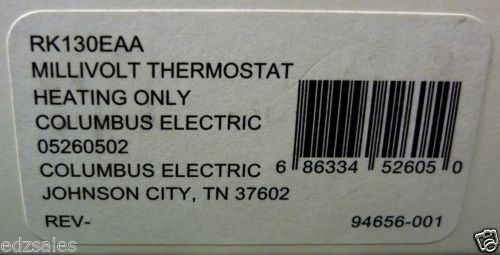 RK130EAA
MILLIVOLT THERMOSTAT
HEATING ONLY
COLUMBUS ELECTRIC
05260502
COLUMBUS ELECTRIC
JOHNSON CITY, TN 37602
6 86334 52605 0
REV- 94656-001
edzsales